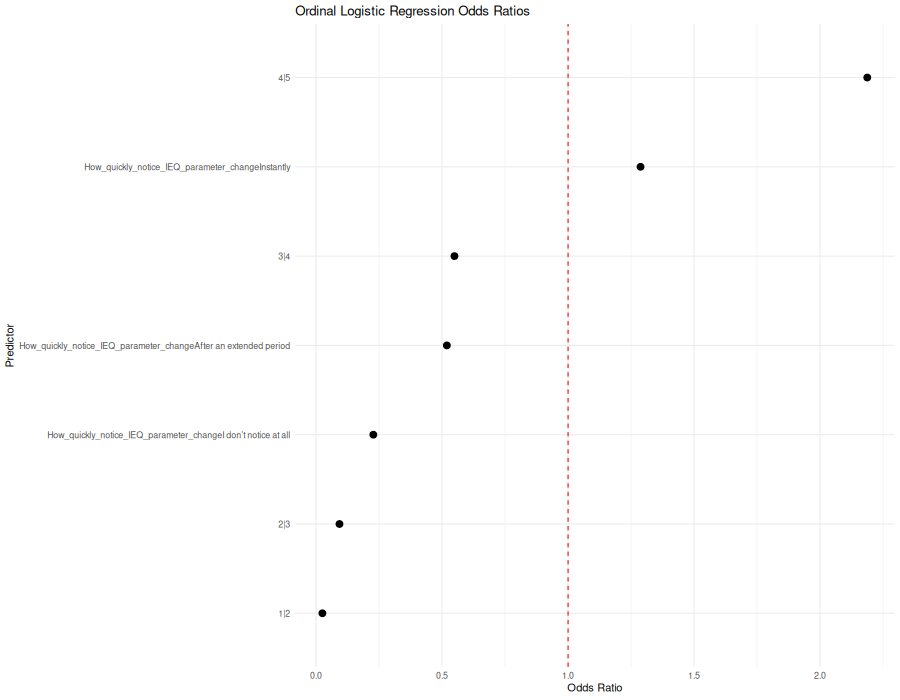 Ordinal Logistic Regression Odds Ratios
4|5
How_quickly_notice_IEQ_parameter_changeInstantly
3|4
How_quickly_notice_IEQ_parameter_changeAfter an extended period
How_quickly_notice_IEQ_parameter_changeI don't notice at all
2|3
1|2
Predictor
0.0 0.5 1.0 1.5 2.0
Odds Ratio